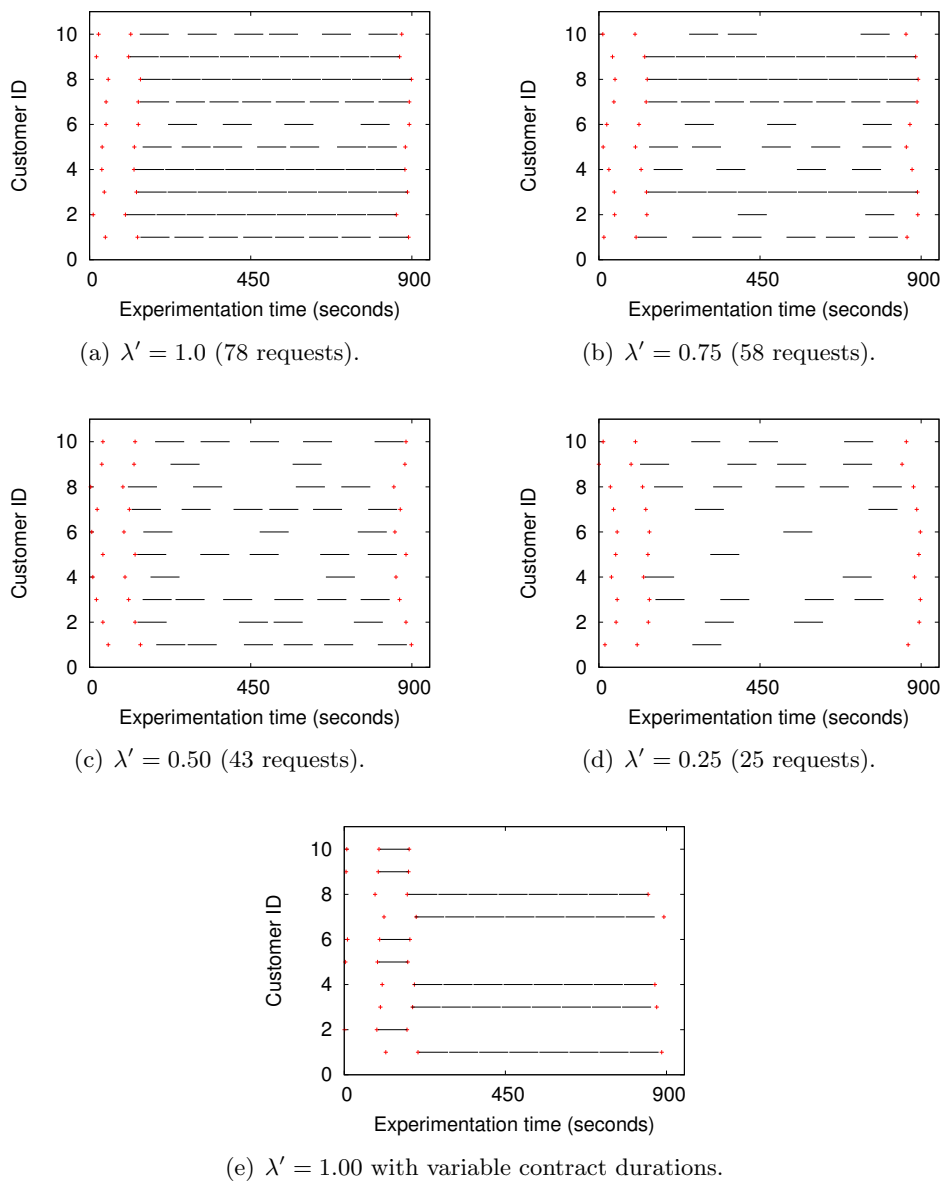 10
8
6
4
2
0
Customer ID
0 450 900
Experimentation time (seconds)
(a) λ′ = 1.0 (78 requests).
10
8
6
4
2
0
Customer ID
0 450 900
Experimentation time (seconds)
(b) λ′ = 0.75 (58 requests).
10
8
6
4
2
0
Customer ID
0 450 900
Experimentation time (seconds)
(c) λ′ = 0.50 (43 requests).
10
8
6
4
2
0
Customer ID
0 450 900
Experimentation time (seconds)
(d) λ′ = 0.25 (25 requests).
10
8
6
4
2
0
Customer ID
0 450 900
Experimentation time (seconds)
(e) λ′ = 1.00 with variable contract durations.